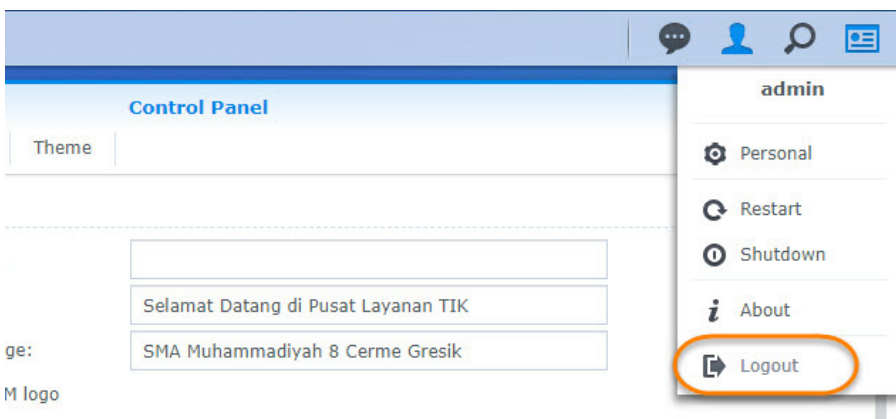 Control Panel
Theme
Selamat Datang di Pusat Layanan TIK
ge:
SMA Muhammadiyah 8 Cerme Gresik
M logo
admin
Personal
Restart
Shutdown
About
Logout